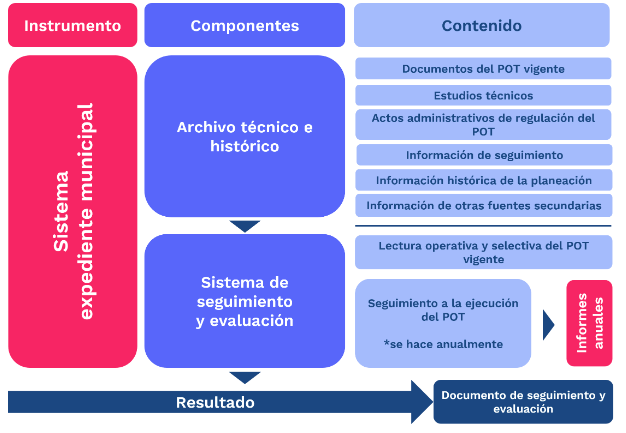 Instrumento
Componentes
Contenido
Sistema
expediente municipal
Archivo técnico e
histórico
Documentos del POT vigente
Estudios técnicos
Actos administrativos de regulación del
POT
Información de seguimiento
Información histórica de la planeación
Información de otras fuentes secundarias
Sistema de
seguimiento
y evaluación
Lectura operativa y selectiva del POT
vigente
Seguimiento a la ejecución
del POT
*se hace anualmente
Informes
anuales
Resultado
Documento de seguimiento y
evaluación